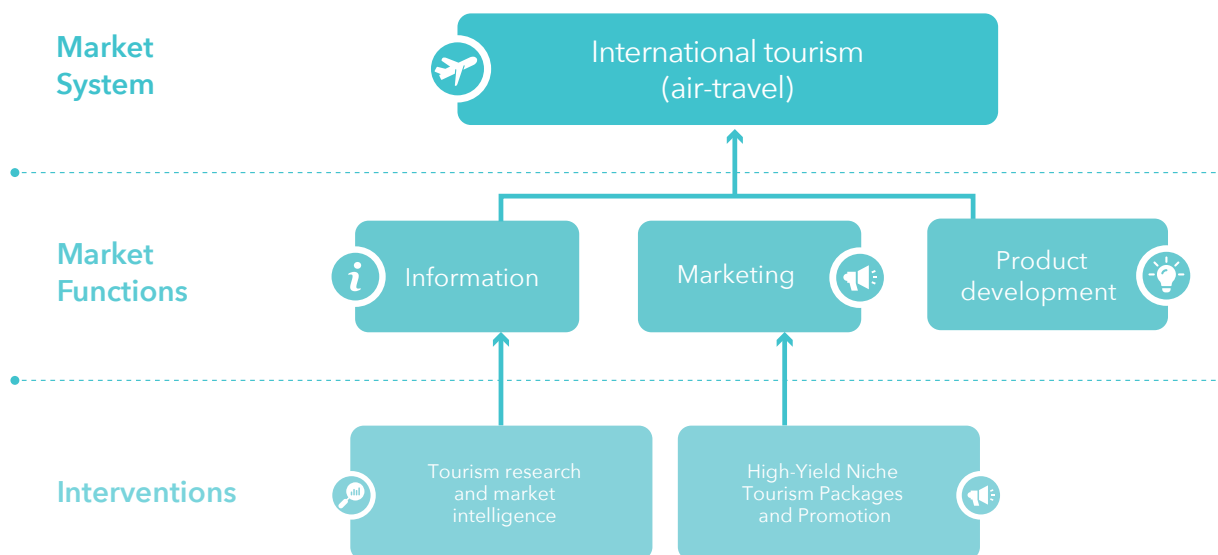 Market
System
International tourism
(air-travel)
Market
Functions
Information
Marketing
Product
development
Interventions
Tourism research
and market
intelligence
High-Yield Niche
Tourism Packages
and Promotion